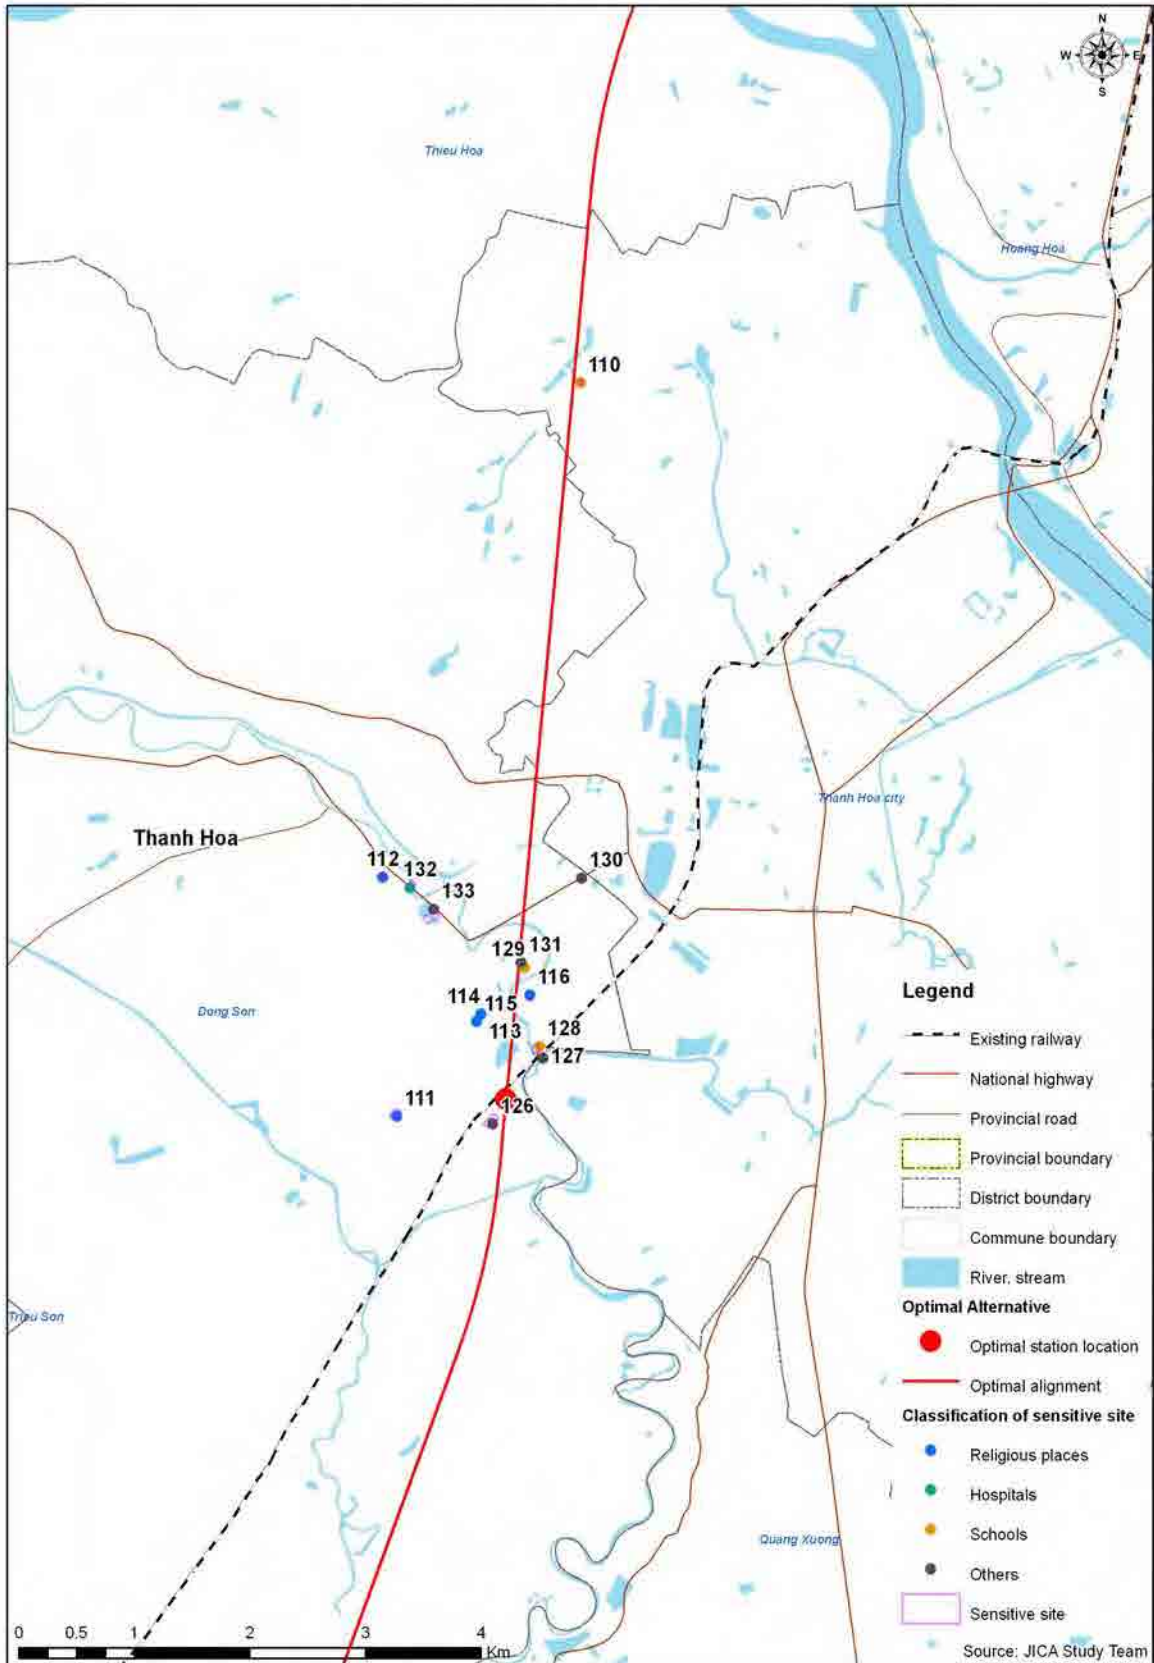 N
W E
S
Thieu Hoa
Hoang Hoa
110
Thanh Hoa city
Thanh Hoa
112
132
130
133
129
131
116
114
115
113
128
127
Dong Son
111
126
Trieu Son
Quang Xuong
Legend
Existing railway
National highway
Provincial road
Provincial boundary
District boundary
Commune boundary
River, stream
Optimal Alternative
Optimal station location
Optimal alignment
Classification of sensitive site
Religious places
Hospitals
Schools
Others
Sensitive site
0 0,5 1 2 3 4
Km
Source: JICA Study Team